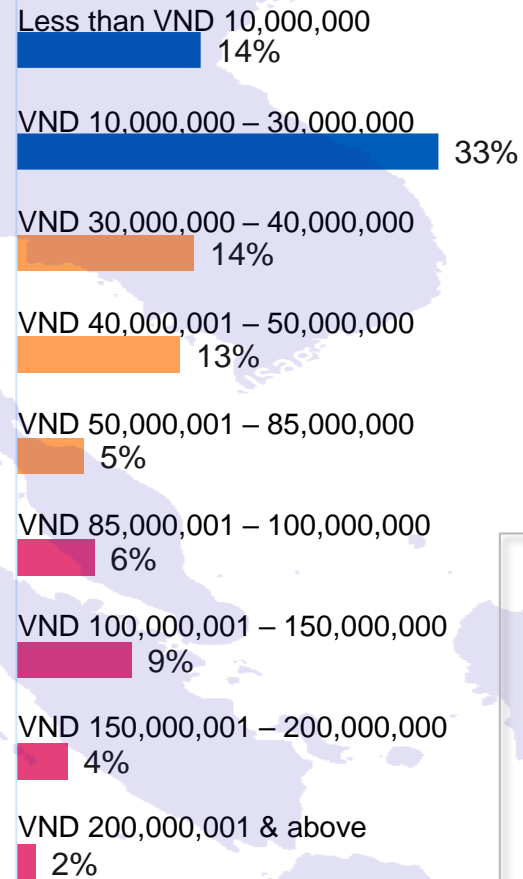 Less than VND 10,000,000
14%
VND 10,000,000 – 30,000,000
33%
VND 30,000,000 – 40,000,000
14%
VND 40,000,001 – 50,000,000
13%
VND 50,000,001 – 85,000,000
5%
VND 85,000,001 – 100,000,000
6%
VND 100,000,001 – 150,000,000
9%
VND 150,000,001 – 200,000,000
4%
VND 200,000,001 & above
2%